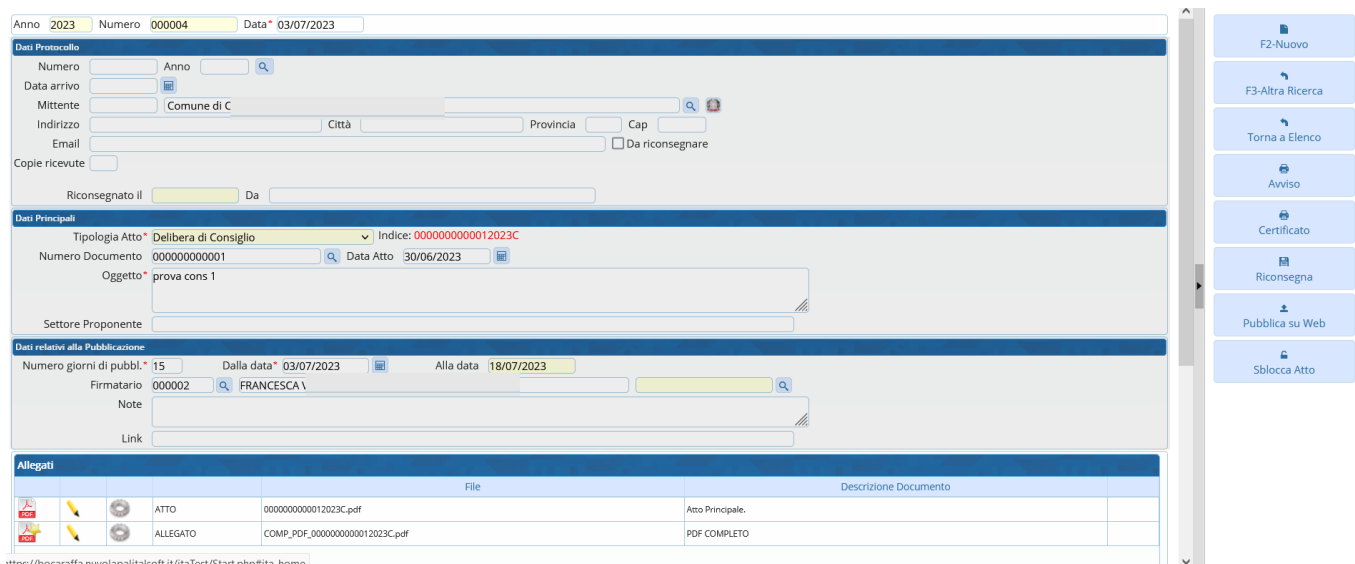 Anno 2023 Numero 000004 Data* 03/07/2023
Dati Protocollo
Numero Anno
Data arrivo
Mittente Comune di C
Indirizzo Città Provincia Cap
Email Da riconsegnare
Copie ricevute
Riconsegnato il Da
Dati Principali
Tipologia Atto* Delibera di Consiglio Indice: 0000000000012023C
Numero Documento 000000000001 Data Atto 30/06/2023
Oggetto* prova cons 1
Settore Proponente
Dati relativi alla Pubblicazione
Numero giorni di pubbl.* 15 Dalla data* 03/07/2023 Alla data 18/07/2023
Firmatario 000002 FRANCESCA
Note
Link
Allegati
File Descrizione Documento
PDF ATTO 0000000000012023C.pdf Atto Principale.
PDF ALLEGATO COMP_PDF_0000000000012023C.pdf PDF COMPLETO
F2-Nuovo
F3-Altra Ricerca
Torna a Elenco
Avviso
Certificato
Riconsegna
Pubblica su Web
Sblocca Atto